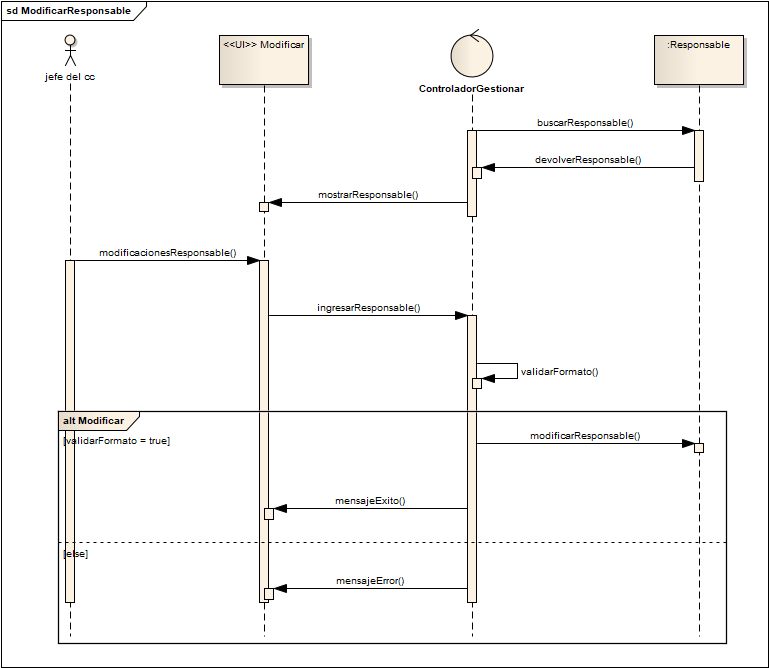 sd ModificarResponsable
jefe del cc
<<UI>> Modificar
ControladorGestionar
:Responsable
buscarResponsable()
devolverResponsable()
mostrarResponsable()
modificacionesResponsable()
ingresarResponsable()
validarFormato()
alt Modificar
[validarFormato = true]
modificarResponsable()
mensajeExito()
[else]
mensajeError()